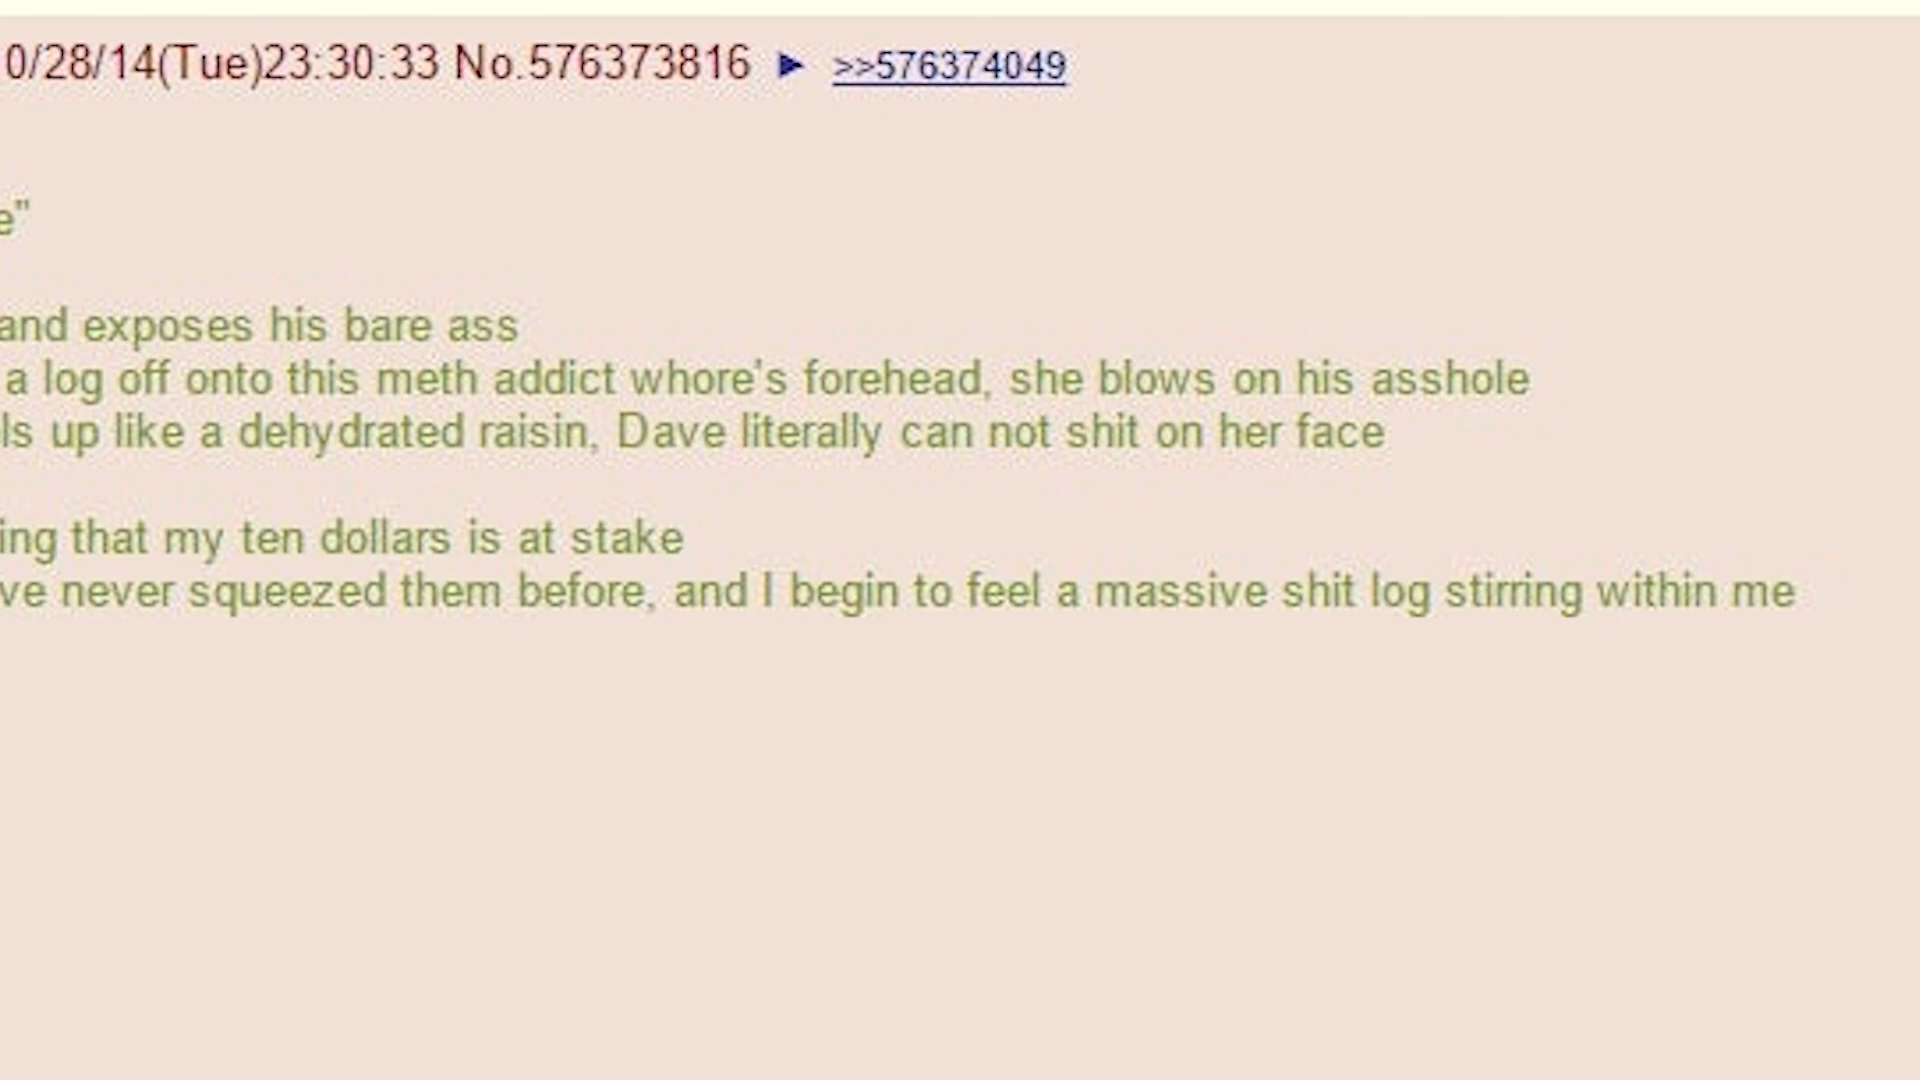 0/28/14(Tue)23:30:33 No.576373816 ► >>576374049
e"
and exposes his bare ass
a log off onto this meth addict whore's forehead, she blows on his asshole
ls up like a dehydrated raisin, Dave literally can not shit on her face
ing that my ten dollars is at stake
ve never squeezed them before, and I begin to feel a massive shit log stirring within me